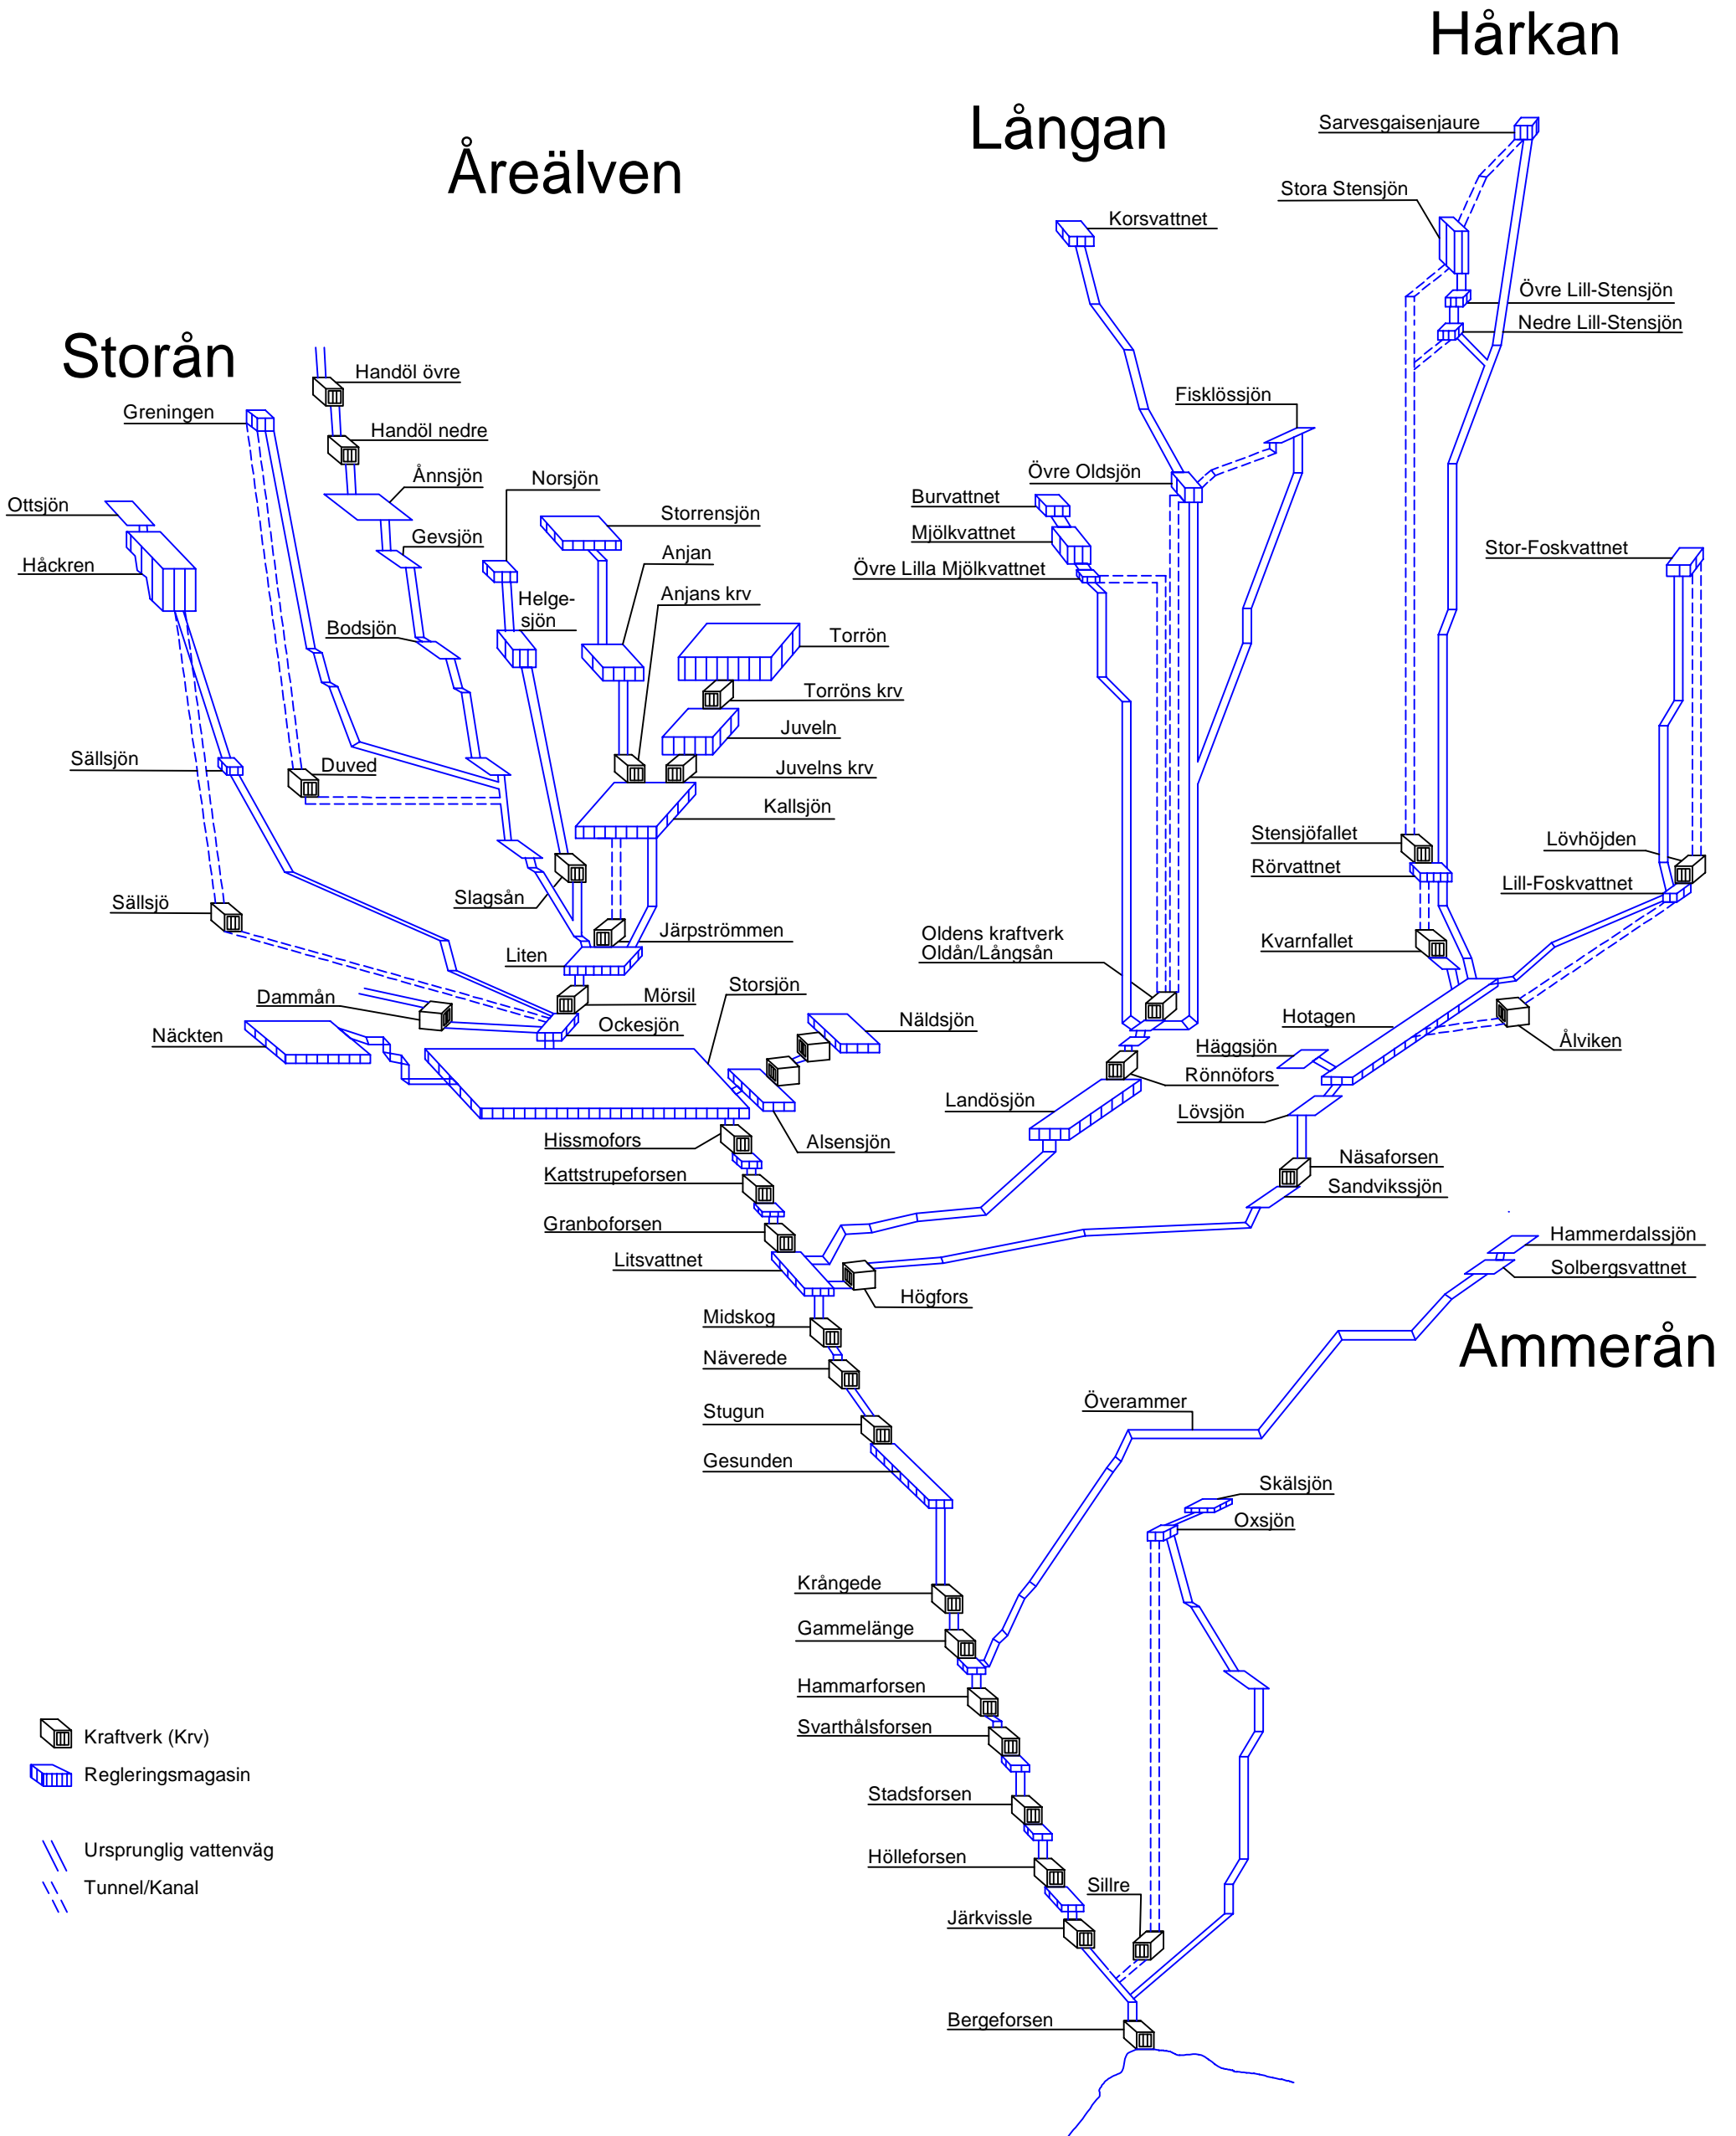 Hårkan
Långan
Åreälven
Storån
Ammerån
Sarvesgaisenjaure
Stora Stensjön
Korsvattnet
Övre Lill-Stensjön
Nedre Lill-Stensjön
Handöl övre
Fisklössjön
Greningen
Handöl nedre
Ånnsjön
Norsjön
Övre Oldsjön
Burvattnet
Ottsjön
Storrensjön
Mjölkvattnet
Gevsjön
Anjan
Stor-Foskvattnet
Håckren
Övre Lilla Mjölkvattnet
Anjans krv
Helge-
sjön
Bodsjön
Torrön
Torröns krv
Juveln
Sällsjön
Duved
Juvelns krv
Kallsjön
Stensjöfallet
Lövhöjden
Rörvattnet
Lill-Foskvattnet
Slagsån
Sällsjö
Järpströmmen
Oldens kraftverk
Oldån/Långsån
Kvarnfallet
Liten
Storsjön
Dammån
Mörsil
Näckten
Ockesjön
Näldsjön
Hotagen
Ålviken
Häggsjön
Rönnöfors
Landösjön
Lövsjön
Hissmofors
Alsensjön
Kattstrupeforsen
Näsaforsen
Sandvikssjön
Granboforsen
Hammerdalssjön
Litsvattnet
Solbergsvattnet
Högfors
Midskog
Näverede
Överammer
Stugun
Gesunden
Skälsjön
Oxsjön
Krångede
Gammelänge
Hammarforsen
Svarthålsforsen
Kraftverk (Krv)
Regleringsmagasin
Stadsforsen
Ursprunglig vattenväg
Hölleforsen
Tunnel/Kanal
Sillre
Järkvissle
Bergeforsen